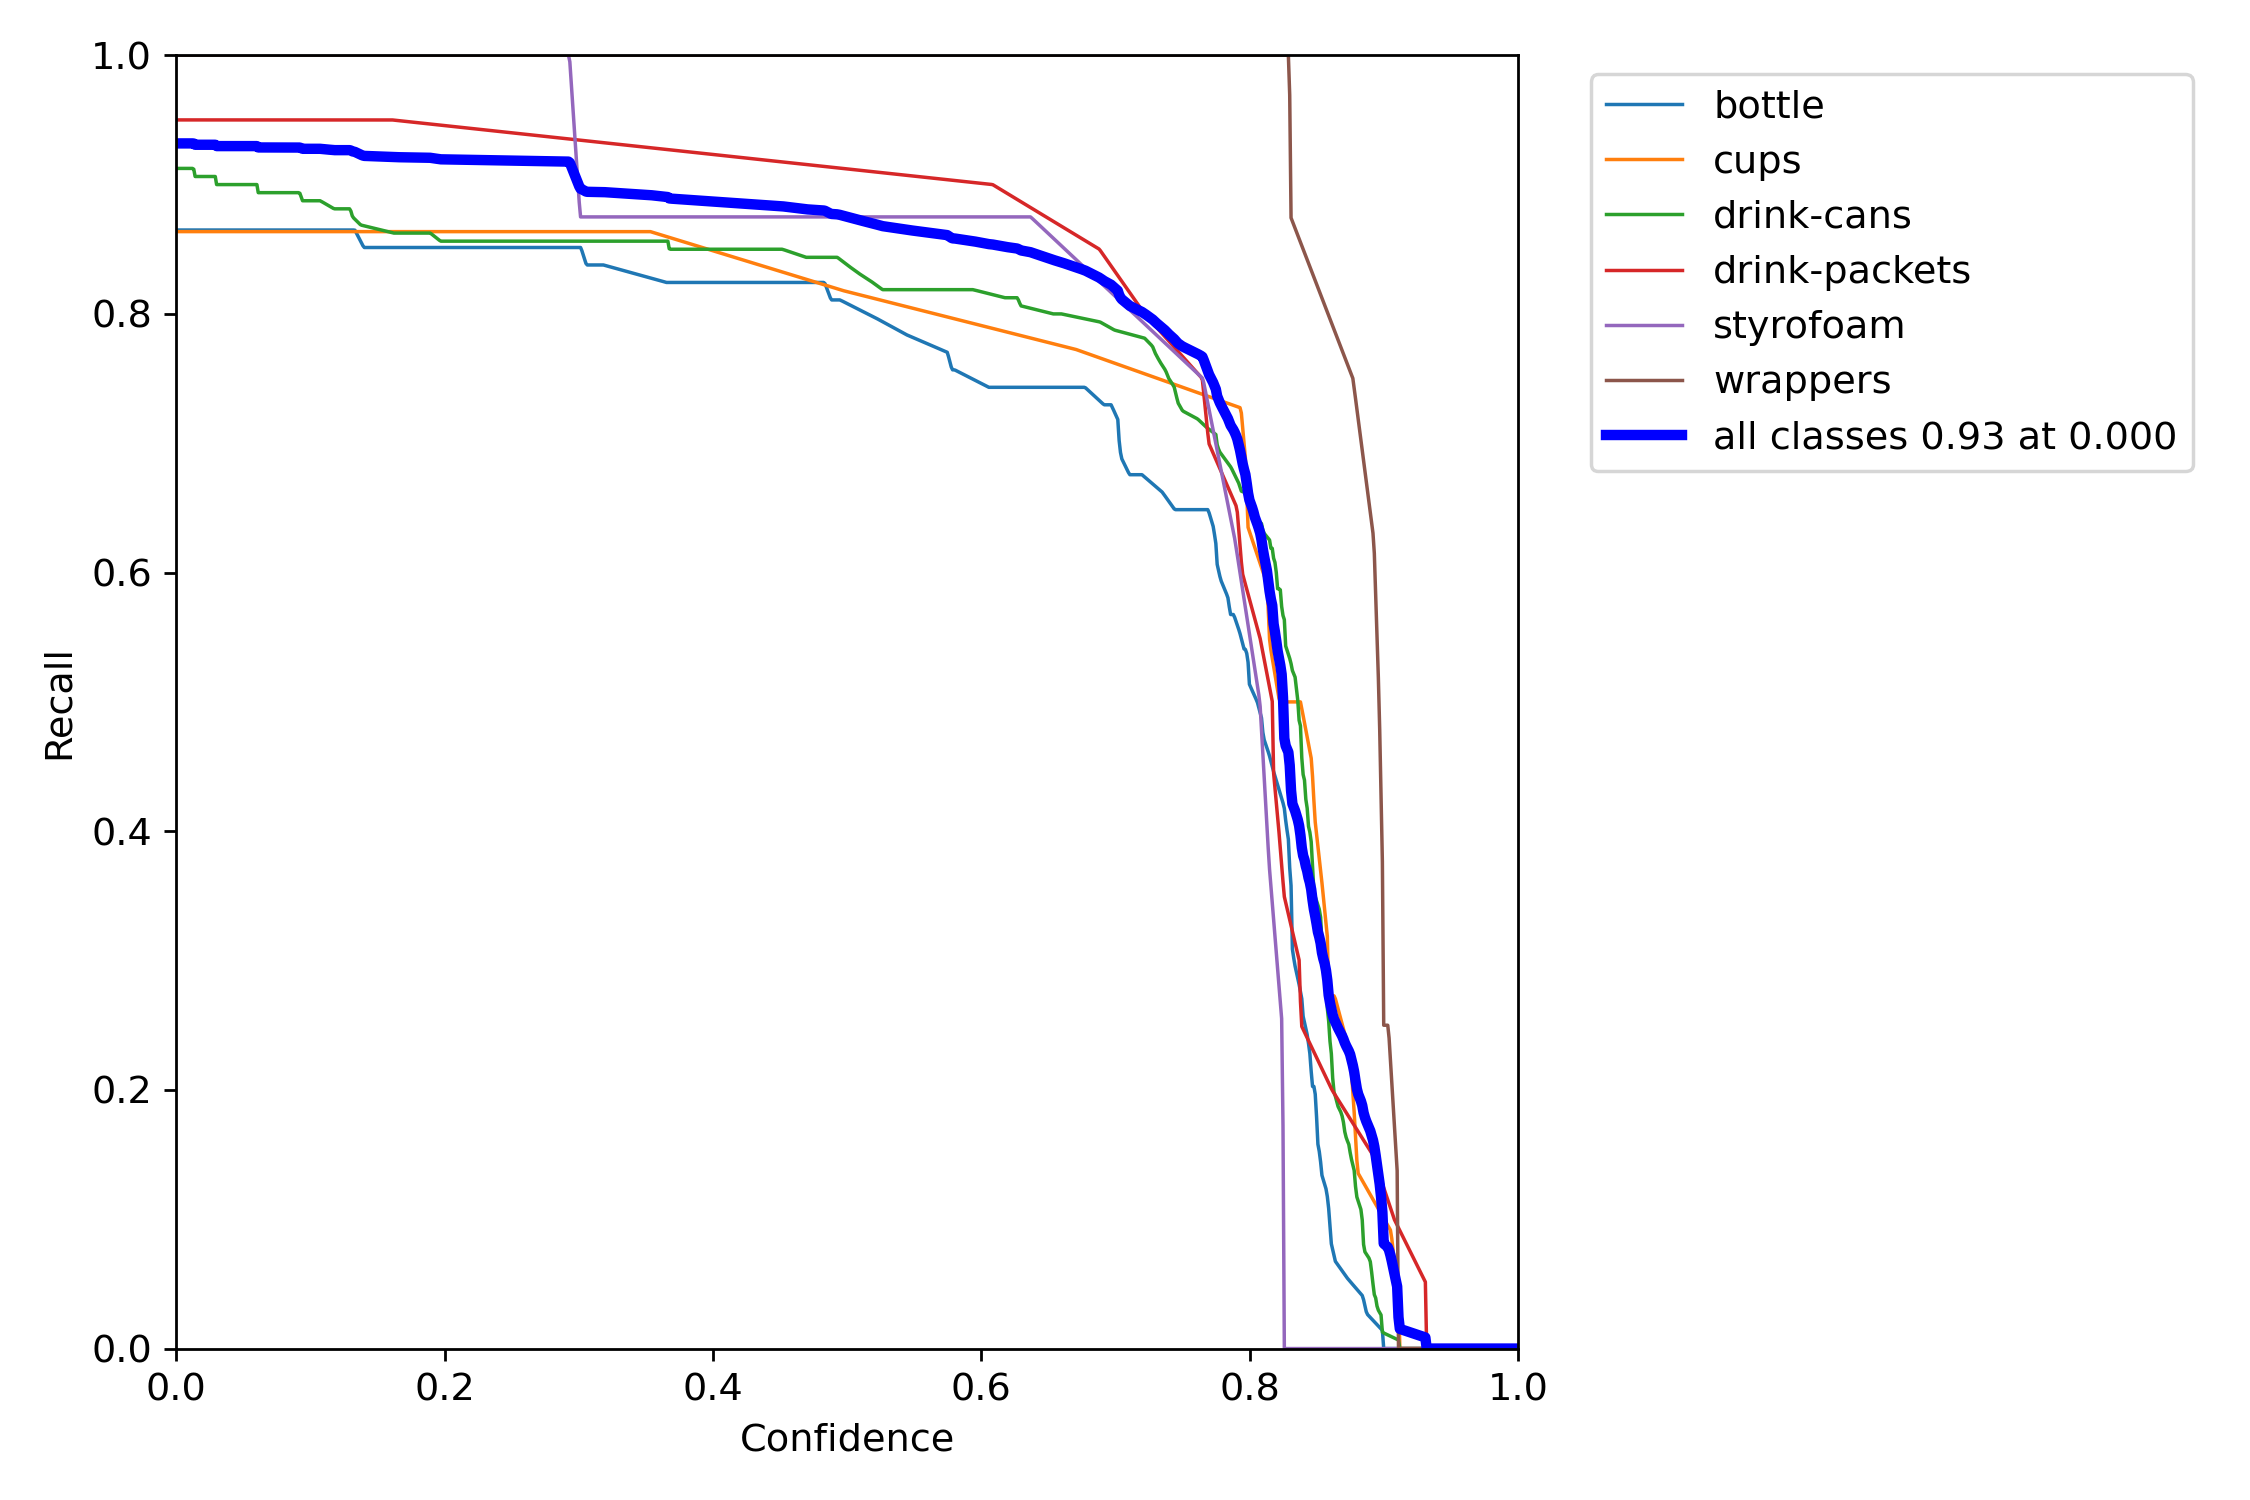 1.0
0.8
0.6
0.4
0.2
0.0
Recall
0.0 0.2 0.4 0.6 0.8 1.0
Confidence
bottle
cups
drink-cans
drink-packets
styrofoam
wrappers
all classes 0.93 at 0.000